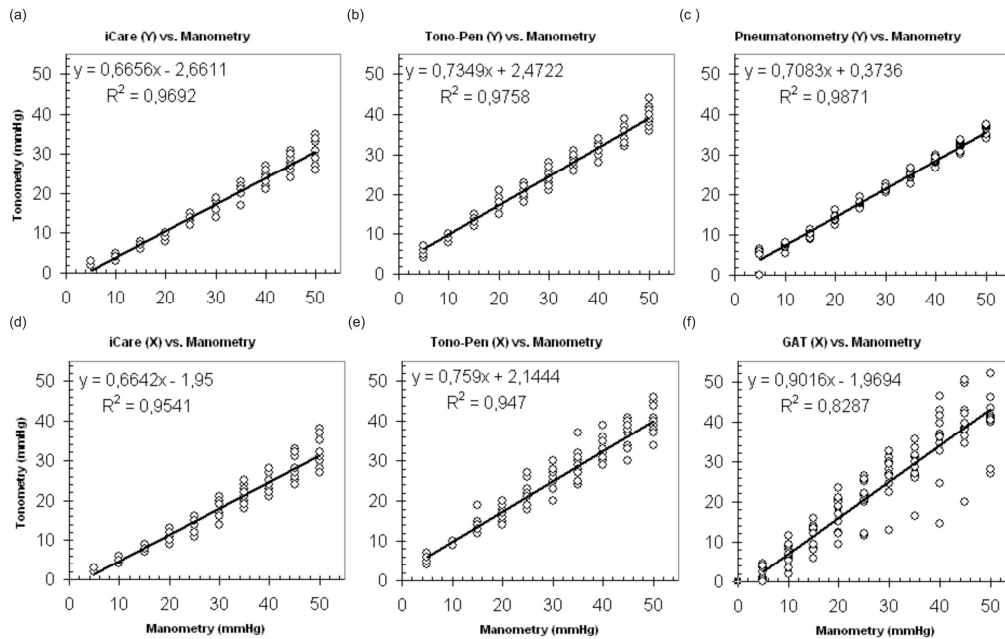 (a)
iCare (Y) vs. Manometry
y = 0,6656x - 2,6611
R² = 0,9692
Tonometry (mmHg)
50
40
30
20
10
0
0 10 20 30 40 50
(b)
Tono-Pen (Y) vs. Manometry
y = 0,7349x + 2,4722
R² = 0,9758
50
40
30
20
10
0
0 10 20 30 40 50
(c )
Pneumatonometry (Y) vs. Manometry
y = 0,7083x + 0,3736
R² = 0,9871
50
40
30
20
10
0
0 10 20 30 40 50
(d)
iCare (X) vs. Manometry
y = 0,6642x - 1,95
R² = 0,9541
Tonometry (mmHg)
50
40
30
20
10
0
0 10 20 30 40 50
Manometry (mmHg)
(e)
Tono-Pen (X) vs. Manometry
y = 0,759x + 2,1444
R² = 0,947
50
40
30
20
10
0
0 10 20 30 40 50
Manometry (mmHg)
(f)
GAT (X) vs. Manometry
y = 0,9016x - 1,9694
R² = 0,8287
50
40
30
20
10
0
0 10 20 30 40 50
Manometry (mmHg)